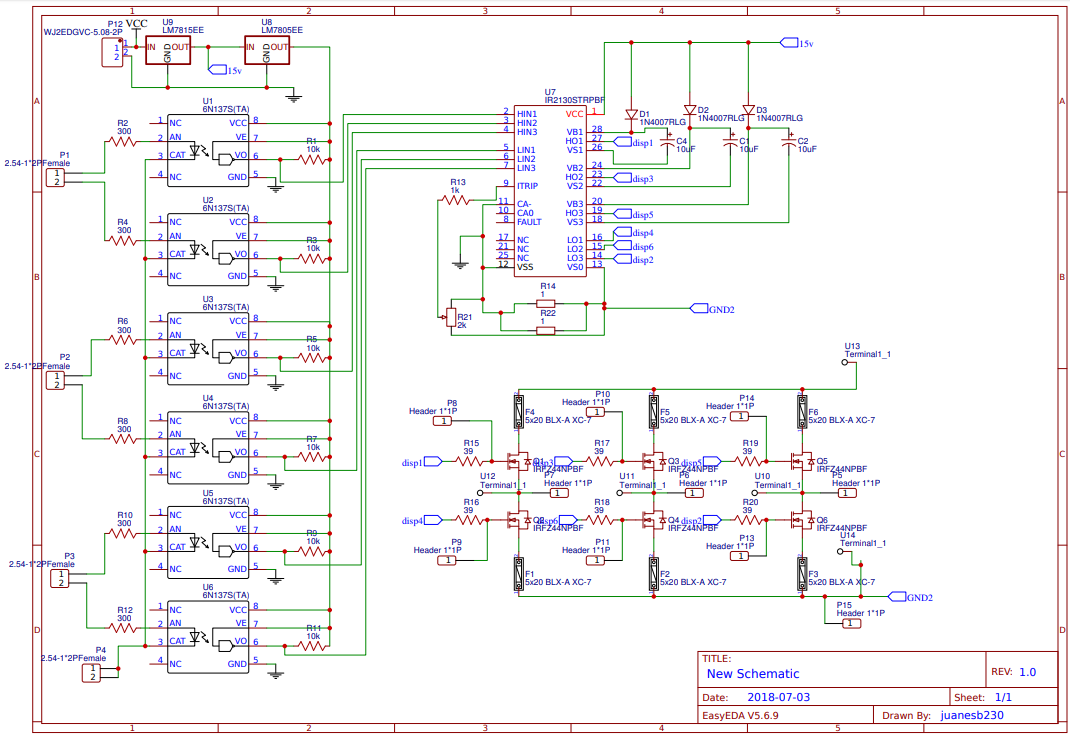 1 2 3 4 5
A
B
C
D
P12
WJ2EDGVC-5.08-2P
1 1
2 2
VCC
U9
LM7815EE
IN OUT
GND
15v
U8
LM7805EE
IN OUT
GND
U1
6N137S(TA)
1 NC VCC 8
2 AN VE 7
3 CAT VO 6
4 NC GND 5
R2
300
R1
10k
P1
2.54-1*2PFemale
1
2
U2
6N137S(TA)
1 NC VCC 8
2 AN VE 7
3 CAT VO 6
4 NC GND 5
R4
300
R3
10k
U3
6N137S(TA)
1 NC VCC 8
2 AN VE 7
3 CAT VO 6
4 NC GND 5
R6
300
R5
10k
P2
2.54-1*2PFemale
1
2
U4
6N137S(TA)
1 NC VCC 8
2 AN VE 7
3 CAT VO 6
4 NC GND 5
R8
300
R7
10k
U5
6N137S(TA)
1 NC VCC 8
2 AN VE 7
3 CAT VO 6
4 NC GND 5
R10
300
R9
10k
P3
2.54-1*2PFemale
1
2
U6
6N137S(TA)
1 NC VCC 8
2 AN VE 7
3 CAT VO 6
4 NC GND 5
R12
300
R11
10k
P4
2.54-1*2PFemale
1
2
U7
IR2130STRPBF
2 HIN1 VCC 1
3 HIN2
4 HIN3 VB1 28
HO1 27
5 LIN1 VS1 26
6 LIN2
7 LIN3 VB2 24
HO2 23
9 ITRIP VS2 22
11 CA- VB3 20
10 CA0 HO3 19
8 FAULT VS3 18
17 NC LO1 16
21 NC LO2 15
25 NC LO3 14
12 VSS VS0 13
15v
D1
1N4007RLG
D2
1N4007RLG
D3
1N4007RLG
C4
10uF
C1
10uF
C2
10uF
disp1
disp3
disp5
disp4
disp6
disp2
R13
1k
R21
2k
R14
1
R22
1
GND2
U13
Terminal1_1
F4
5x20 BLX-A XC-7
F5
5x20 BLX-A XC-7
F6
5x20 BLX-A XC-7
P8
Header 1*1P
1
P10
Header 1*1P
1
P14
Header 1*1P
1
disp1
R15
39
Q1
IRFZ44NPBF
disp3
R17
39
Q3
IRFZ44NPBF
disp5
R19
39
Q5
IRFZ44NPBF
U12
Terminal1_1
P7
Header 1*1P
1
U11
Terminal1_1
P6
Header 1*1P
1
U10
Terminal1_1
P5
Header 1*1P
1
disp4
R16
39
Q2
IRFZ44NPBF
disp6
R18
39
Q4
IRFZ44NPBF
disp2
R20
39
Q6
IRFZ44NPBF
P9
Header 1*1P
1
P11
Header 1*1P
1
P13
Header 1*1P
1
U14
Terminal1_1
F1
5x20 BLX-A XC-7
F2
5x20 BLX-A XC-7
F3
5x20 BLX-A XC-7
GND2
P15
Header 1*1P
1
TITLE:
New Schematic
REV: 1.0
Date: 2018-07-03
Sheet: 1/1
EasyEDA V5.6.9
Drawn By: juanesb230
A
B
C
D
1 2 3 4 5